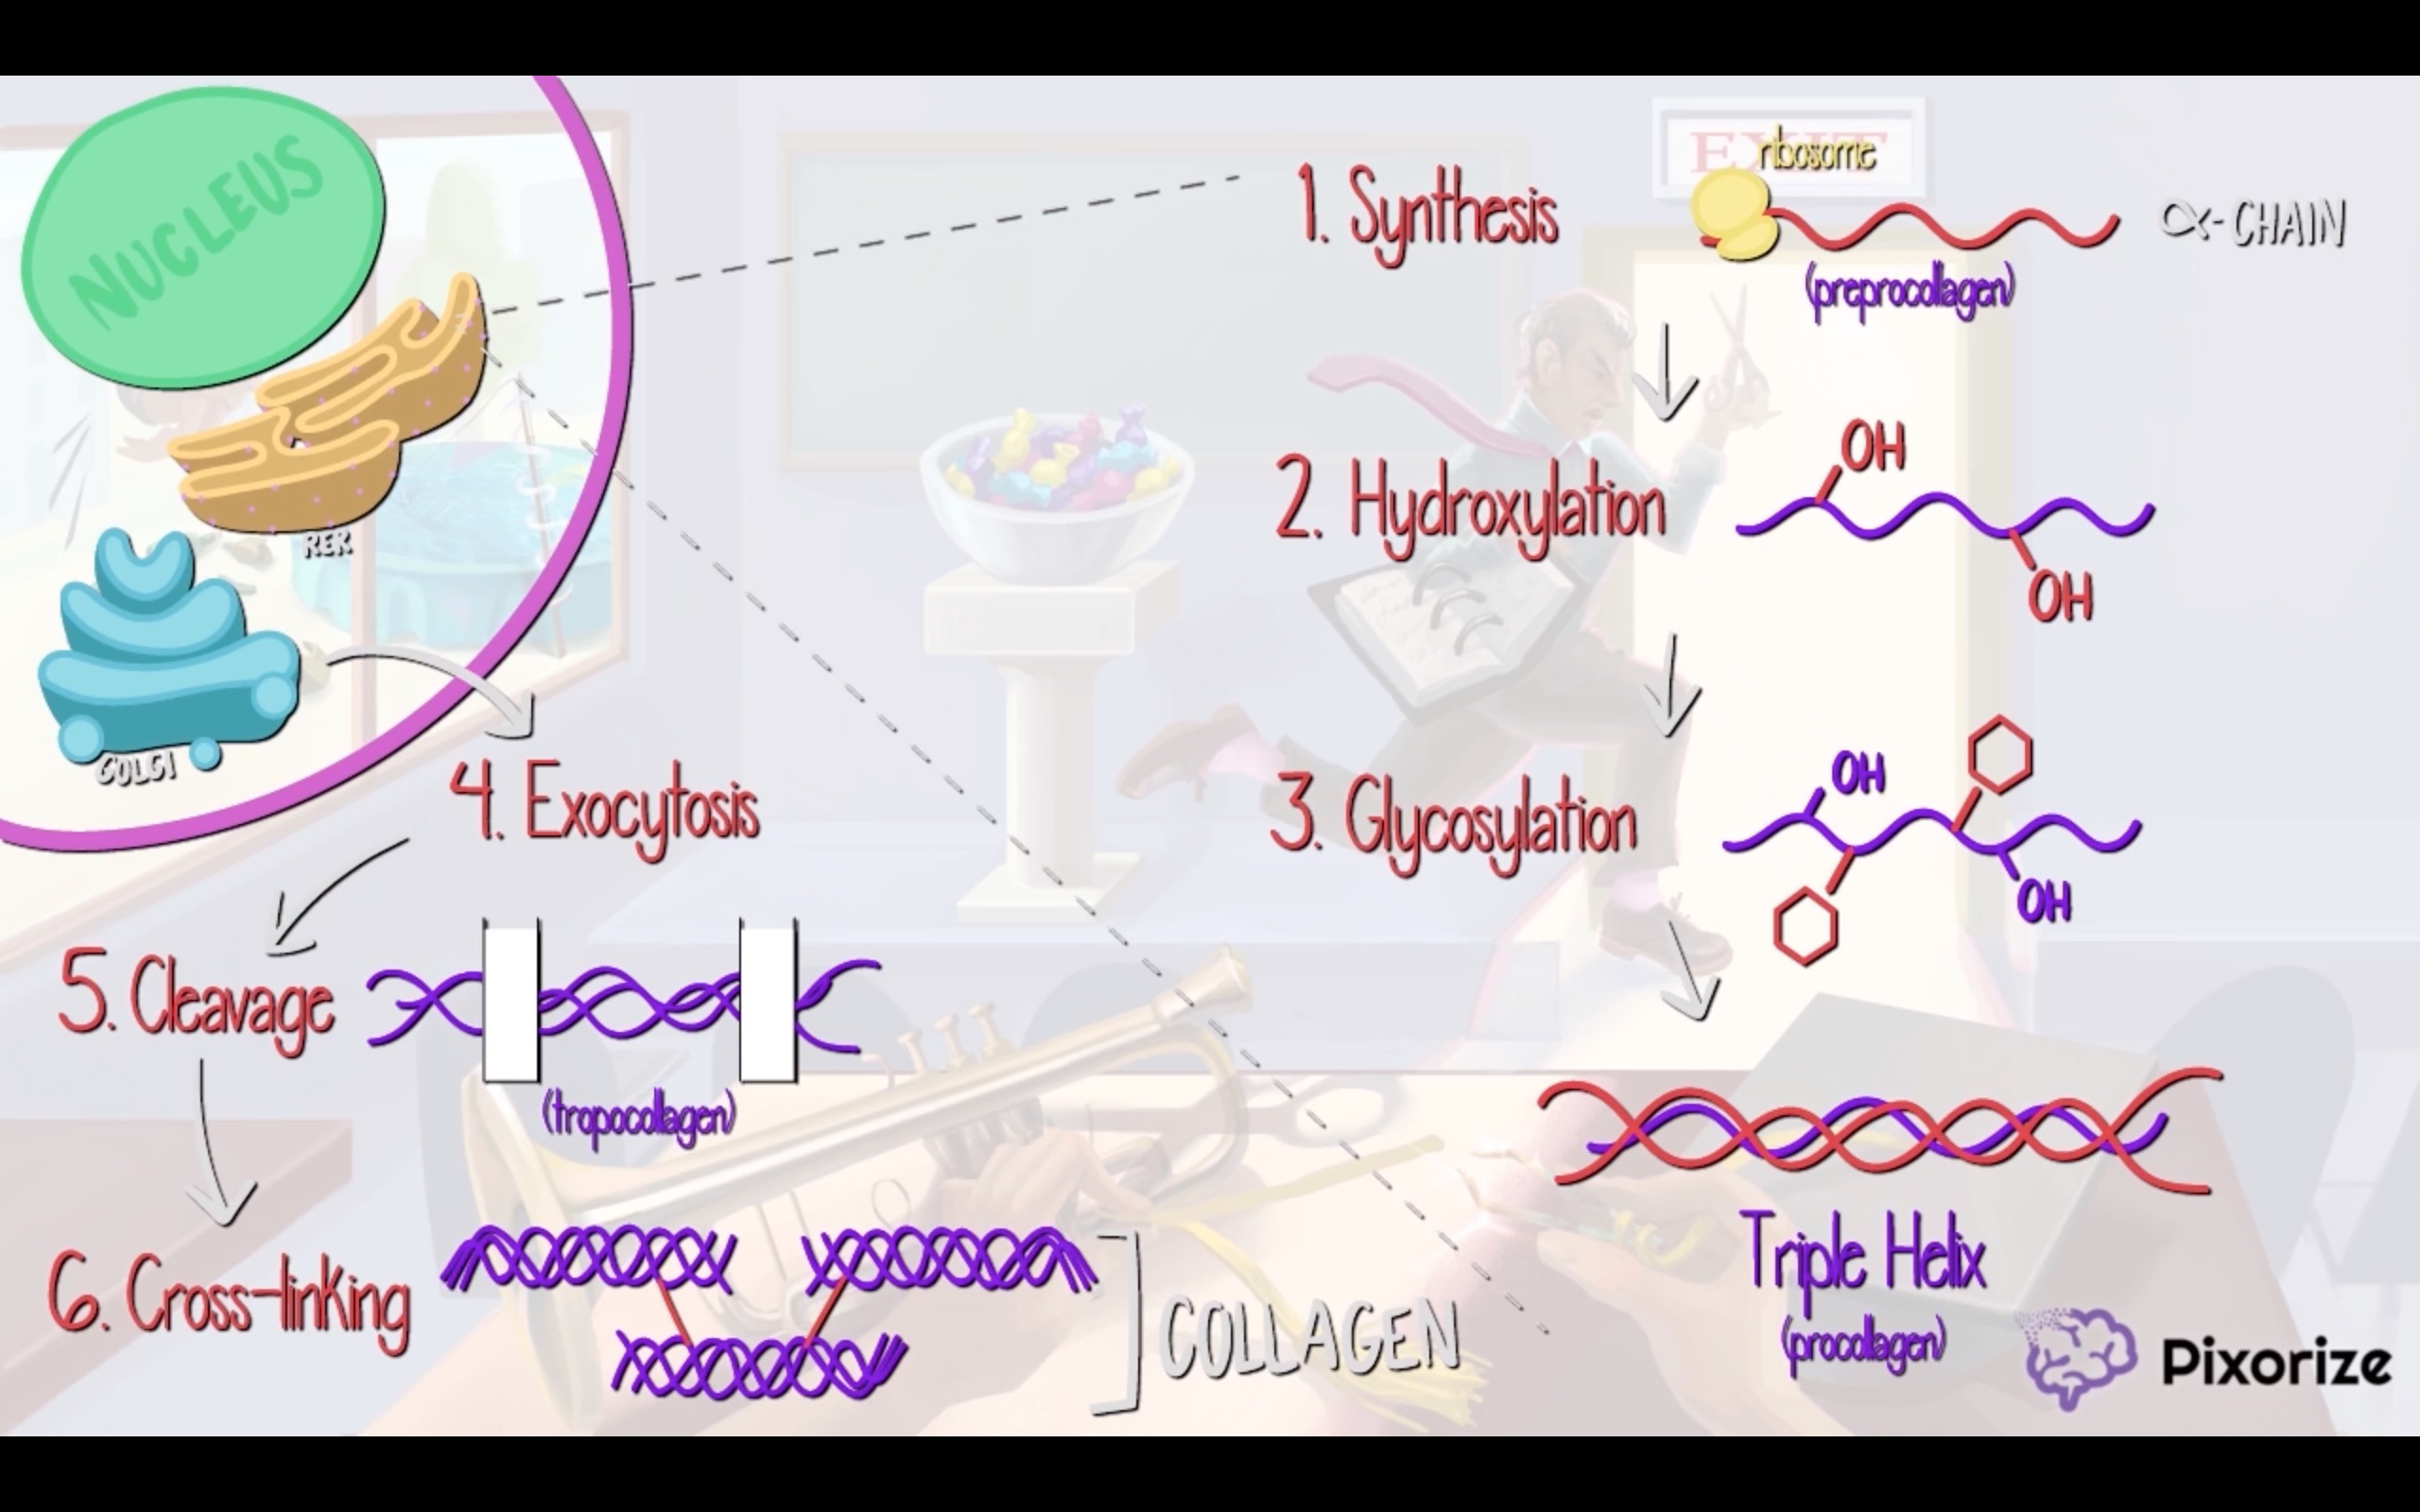 NUCLEUS
RER
GOLGI
EXIT
ribosome
1. Synthesis
α-CHAIN
(preprocollagen)
2. Hydroxylation
OH
OH
3. Glycosylation
OH
OH
Triple Helix
(procollagen)
4. Exocytosis
5. Cleavage
(tropocollagen)
6. Cross-linking
COLLAGEN
Pixorize